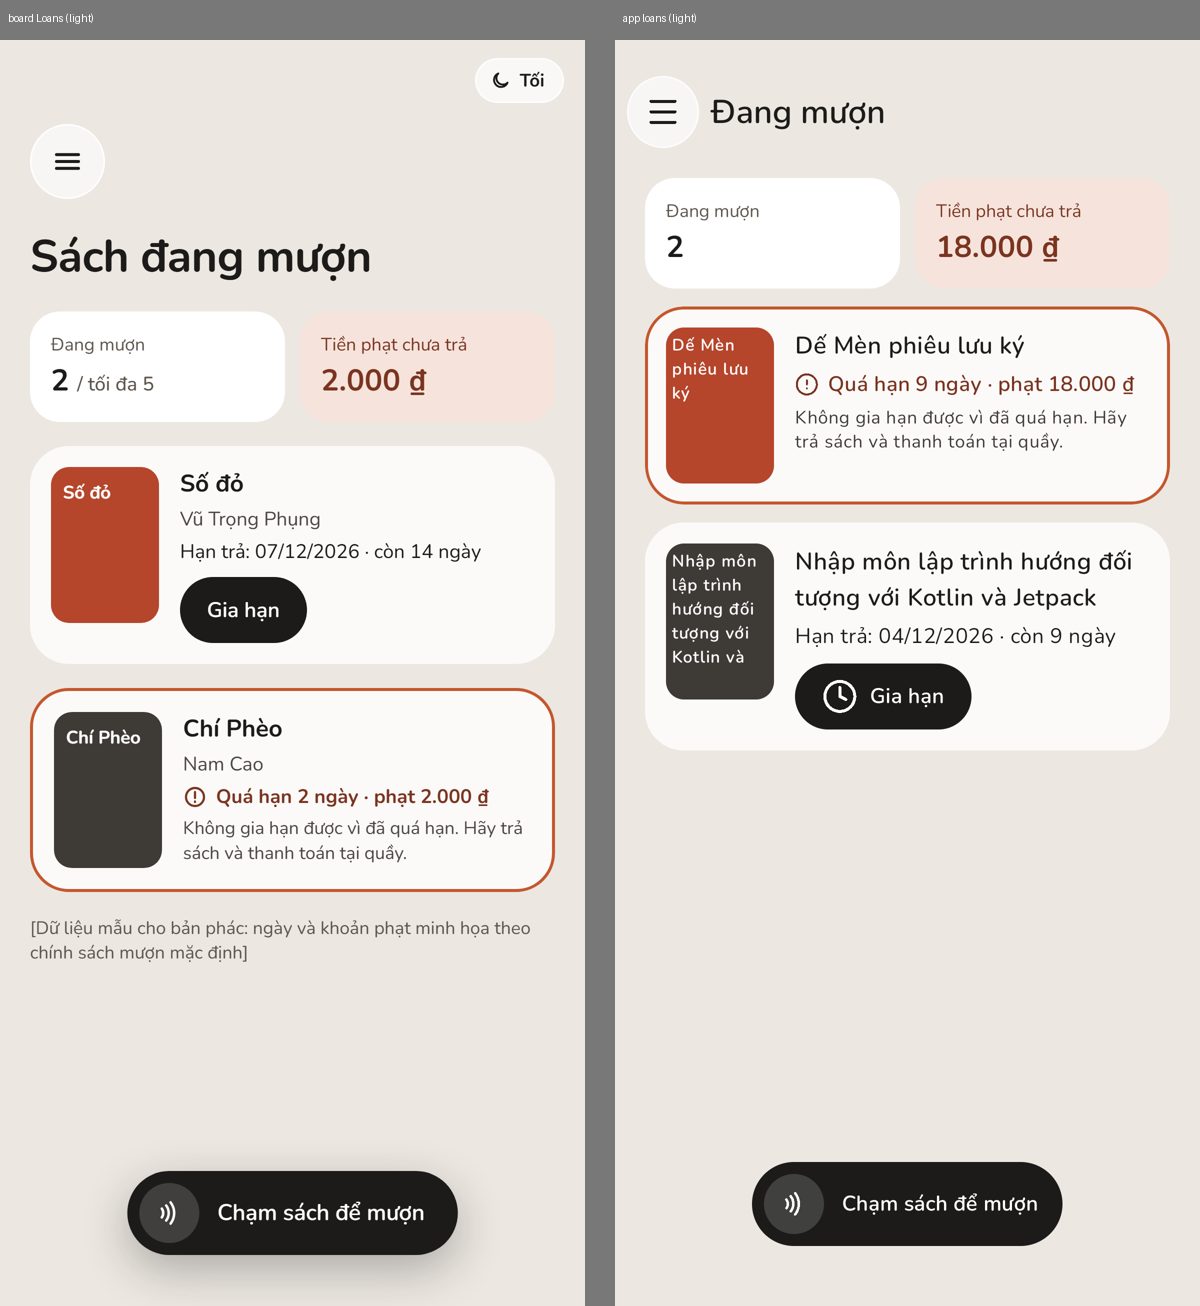 board Loans (light)
Tối
Sách đang mượn
Đang mượn
2 / tối đa 5
Tiền phạt chưa trả
2.000 ₫
Số đỏ
Số đỏ
Vũ Trọng Phụng
Hạn trả: 07/12/2026 · còn 14 ngày
Gia hạn
Chí Phèo
Chí Phèo
Nam Cao
Quá hạn 2 ngày · phạt 2.000 ₫
Không gia hạn được vì đã quá hạn. Hãy trả
sách và thanh toán tại quầy.
[Dữ liệu mẫu cho bản phác: ngày và khoản phạt minh họa theo
chính sách mượn mặc định]
Chạm sách để mượn
app loans (light)
Đang mượn
Đang mượn
2
Tiền phạt chưa trả
18.000 ₫
Dế Mèn
phiêu lưu
ký
Dế Mèn phiêu lưu ký
Quá hạn 9 ngày · phạt 18.000 ₫
Không gia hạn được vì đã quá hạn. Hãy
trả sách và thanh toán tại quầy.
Nhập môn
lập trình
hướng đối
tượng với
Kotlin và
Nhập môn lập trình hướng đối
tượng với Kotlin và Jetpack
Hạn trả: 04/12/2026 · còn 9 ngày
Gia hạn
Chạm sách để mượn